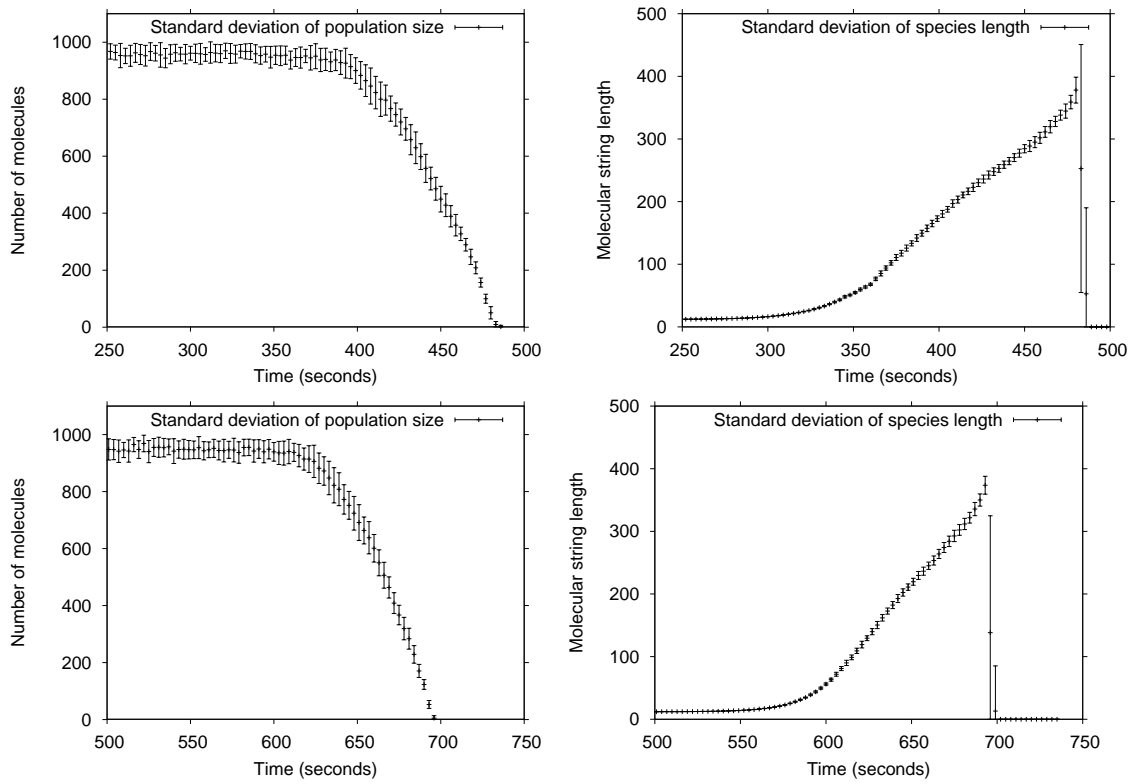 Standard deviation of population size
Number of molecules
1000
800
600
400
200
0
250 300 350 400 450 500
Time (seconds)
Standard deviation of species length
Molecular string length
500
400
300
200
100
0
250 300 350 400 450 500
Time (seconds)
Standard deviation of population size
Number of molecules
1000
800
600
400
200
0
500 550 600 650 700 750
Time (seconds)
Standard deviation of species length
Molecular string length
500
400
300
200
100
0
500 550 600 650 700 750
Time (seconds)